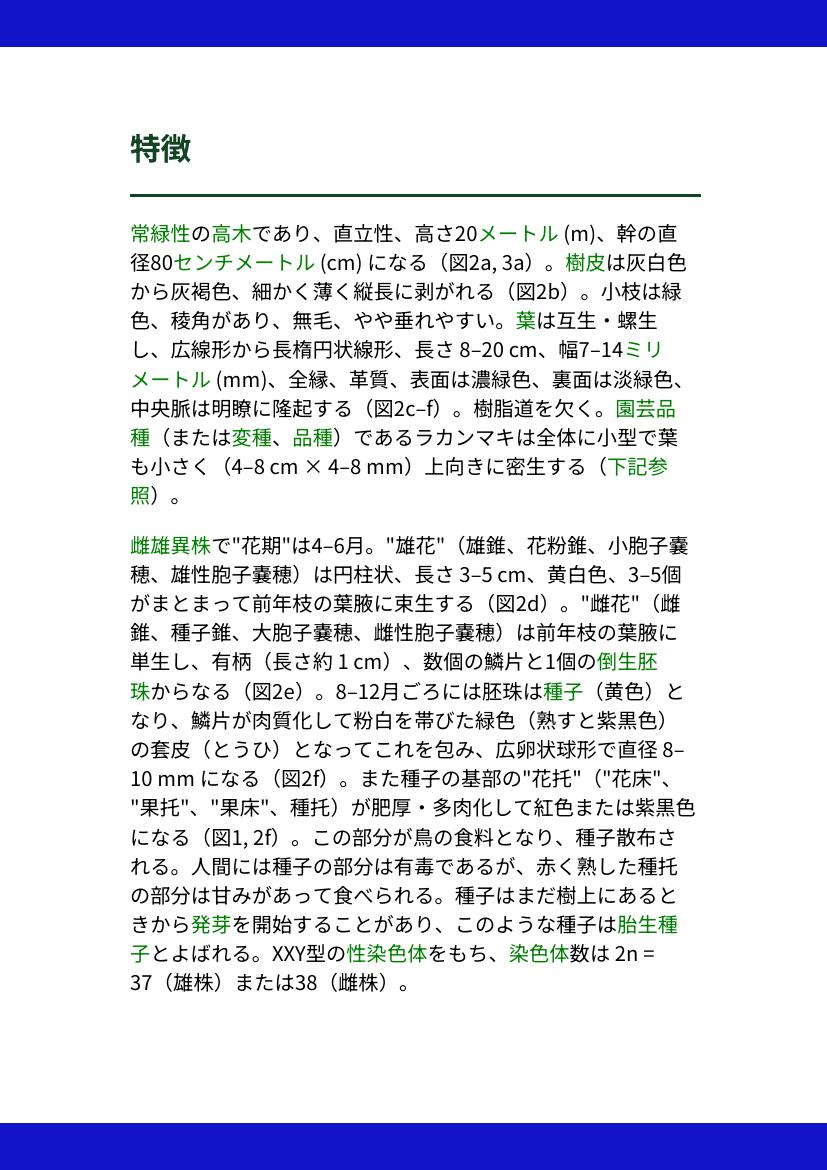 特徴
常緑性の高木であり、直立性、高さ20メートル (m)、幹の直
径80センチメートル (cm) になる（図2a, 3a）。樹皮は灰白色
から灰褐色、細かく薄く縦長に剥がれる（図2b）。小枝は緑
色、稜角があり、無毛、やや垂れやすい。葉は互生・螺生
し、広線形から長楕円状線形、長さ 8–20 cm、幅7–14ミリ
メートル (mm)、全縁、革質、表面は濃緑色、裏面は淡緑色、
中央脈は明瞭に隆起する（図2c–f）。樹脂道を欠く。園芸品
種（または変種、品種）であるラカンマキは全体に小型で葉
も小さく（4–8 cm × 4–8 mm）上向きに密生する（下記参
照）。
雌雄異株で"花期"は4–6月。"雄花"（雄錐、花粉錐、小胞子嚢
穂、雄性胞子嚢穂）は円柱状、長さ 3–5 cm、黄白色、3–5個
がまとまって前年枝の葉腋に束生する（図2d）。"雌花"（雌
錐、種子錐、大胞子嚢穂、雌性胞子嚢穂）は前年枝の葉腋に
単生し、有柄（長さ約 1 cm）、数個の鱗片と1個の倒生胚
珠からなる（図2e）。8–12月ごろには胚珠は種子（黄色）と
なり、鱗片が肉質化して粉白を帯びた緑色（熟すと紫黒色）
の套皮（とうひ）となってこれを包み、広卵状球形で直径 8–
10 mm になる（図2f）。また種子の基部の"花托"（"花床"、
"果托"、"果床"、種托）が肥厚・多肉化して紅色または紫黒色
になる（図1, 2f）。この部分が鳥の食料となり、種子散布さ
れる。人間には種子の部分は有毒であるが、赤く熟した種托
の部分は甘みがあって食べられる。種子はまだ樹上にあると
きから発芽を開始することがあり、このような種子は胎生種
子とよばれる。XXY型の性染色体をもち、染色体数は 2n =
37（雄株）または38（雌株）。